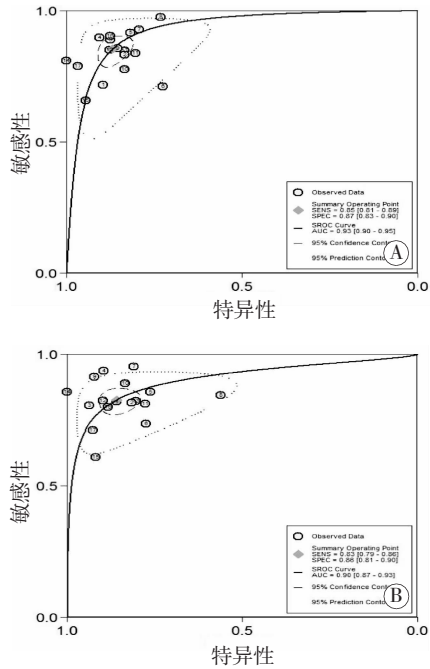 1.0
0.5
0.0
敏感性
1.0
0.5
0.0
特异性
Observed Data
Summary Operating Point
SENS = 0.85 [0.81 - 0.89]
SPEC = 0.87 [0.83 - 0.90]
SROC Curve
AUC = 0.93 [0.90 - 0.95]
95% Confidence Contour
95% Prediction Contour
A
1.0
0.5
0.0
敏感性
1.0
0.5
0.0
特异性
Observed Data
Summary Operating Point
SENS = 0.83 [0.79 - 0.86]
SPEC = 0.86 [0.81 - 0.90]
SROC Curve
AUC = 0.90 [0.87 - 0.93]
95% Confidence Contour
95% Prediction Contour
B